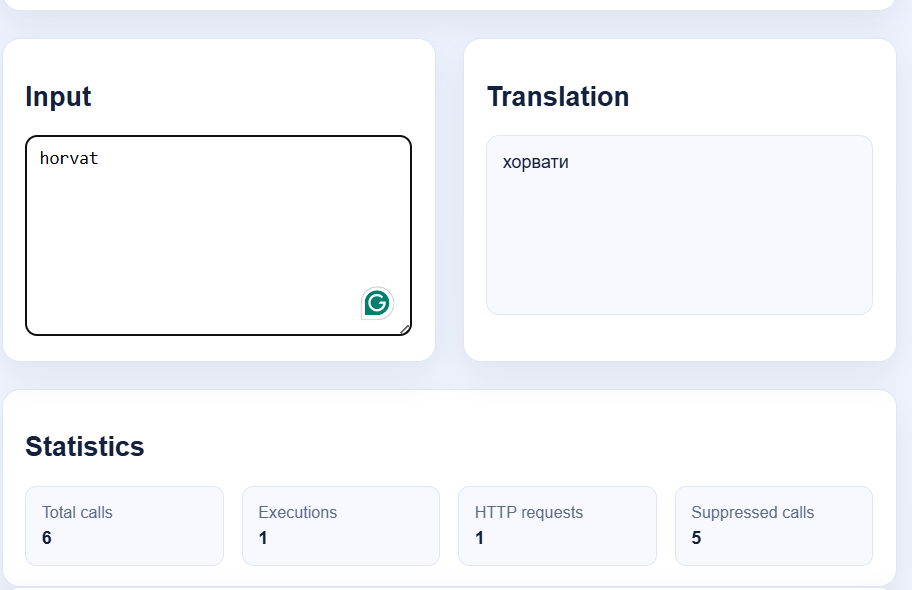 Input
Translation
horvat
хорвати
Statistics
Total calls
6
Executions
1
HTTP requests
1
Suppressed calls
5